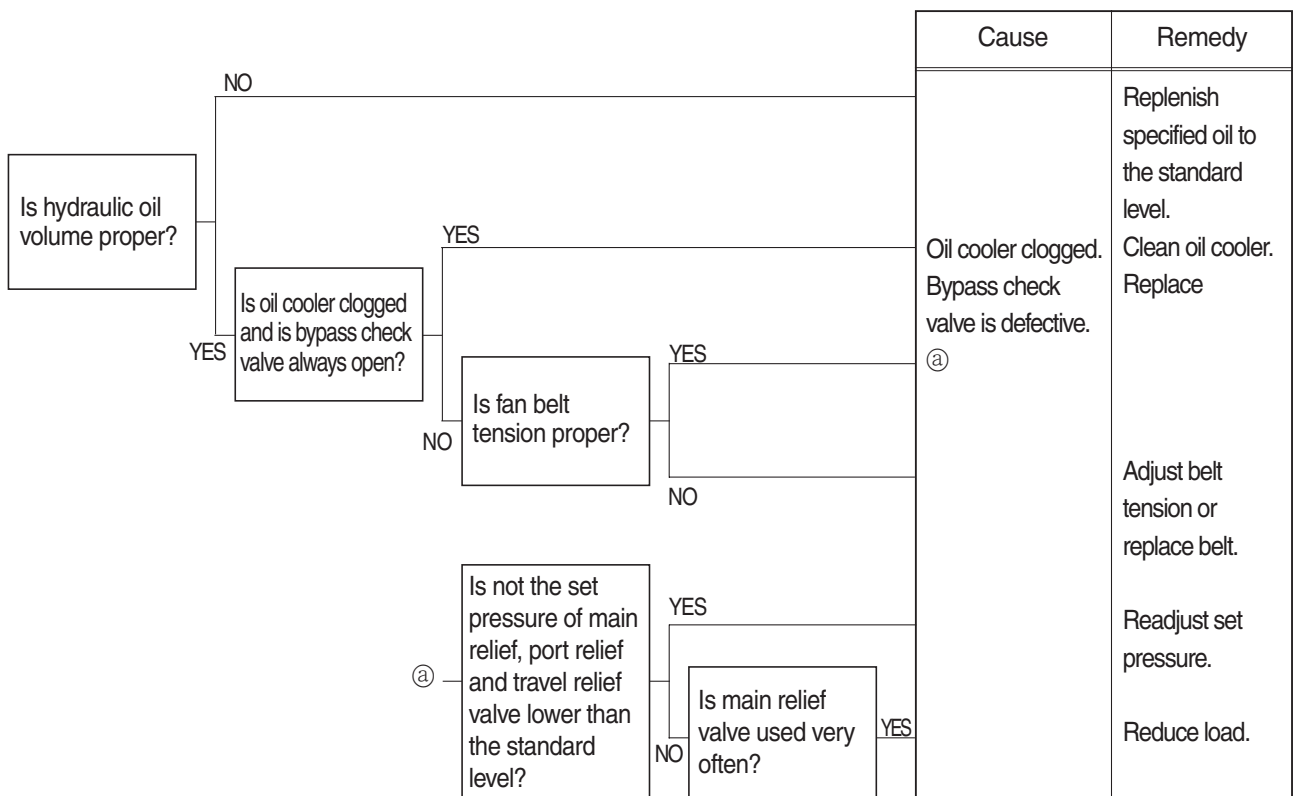 Cause
Remedy
NO
Replenish
specified oil to
the standard
level.
Is hydraulic oil
volume proper?
YES
Oil cooler clogged.
Clean oil cooler.
Bypass check
Replace
valve is defective.
ⓐ
YES
Is oil cooler clogged
and is bypass check
valve always open?
YES
NO
Is fan belt
tension proper?
NO
Adjust belt
tension or
replace belt.
ⓐ
Is not the set
pressure of main
relief, port relief
and travel relief
valve lower than
the standard
level?
YES
Readjust set
pressure.
NO
Is main relief
valve used very
often?
YES
Reduce load.